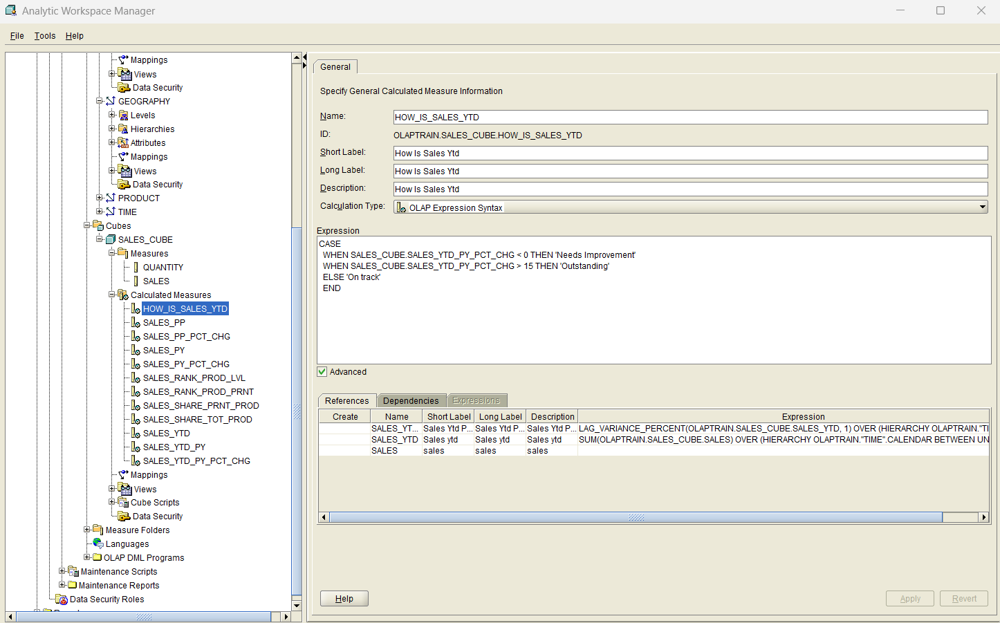 Analytic Workspace Manager
File Tools Help
Mappings
Views
Data Security
GEOGRAPHY
Levels
Hierarchies
Attributes
Mappings
Views
Data Security
PRODUCT
TIME
Cubes
SALES_CUBE
Measures
QUANTITY
SALES
Calculated Measures
HOW_IS_SALES_YTD
SALES_PP
SALES_PP_PCT_CHG
SALES_PY
SALES_PY_PCT_CHG
SALES_RANK_PROD_LVL
SALES_RANK_PROD_PRNT
SALES_SHARE_PRNT_PROD
SALES_SHARE_TOT_PROD
SALES_YTD
SALES_YTD_PY
SALES_YTD_PY_PCT_CHG
Mappings
Views
Cube Scripts
Data Security
Measure Folders
Languages
OLAP DML Programs
Maintenance Scripts
Maintenance Reports
Data Security Roles
General
Specify General Calculated Measure Information
Name: HOW_IS_SALES_YTD
ID: OLAPTRAIN.SALES_CUBE.HOW_IS_SALES_YTD
Short Label: How Is Sales Ytd
Long Label: How Is Sales Ytd
Description: How Is Sales Ytd
Calculation Type: OLAP Expression Syntax
Expression
CASE
WHEN SALES_CUBE.SALES_YTD_PY_PCT_CHG < 0 THEN 'Needs Improvement'
WHEN SALES_CUBE.SALES_YTD_PY_PCT_CHG > 15 THEN 'Outstanding'
ELSE 'On track'
END
Advanced
References Dependencies Expressions
Create Name Short Label Long Label Description Expression
SALES_YT... Sales Ytd P... Sales Ytd P... Sales Ytd P... LAG_VARIANCE_PERCENT(OLAPTRAIN.SALES_CUBE.SALES_YTD, 1) OVER (HIERARCHY OLAPTRAIN."TI
SALES_YTD Sales ytd Sales ytd Sales ytd SUM(OLAPTRAIN.SALES_CUBE.SALES) OVER (HIERARCHY OLAPTRAIN."TIME".CALENDAR BETWEEN UN
SALES sales sales sales
Help Apply Revert